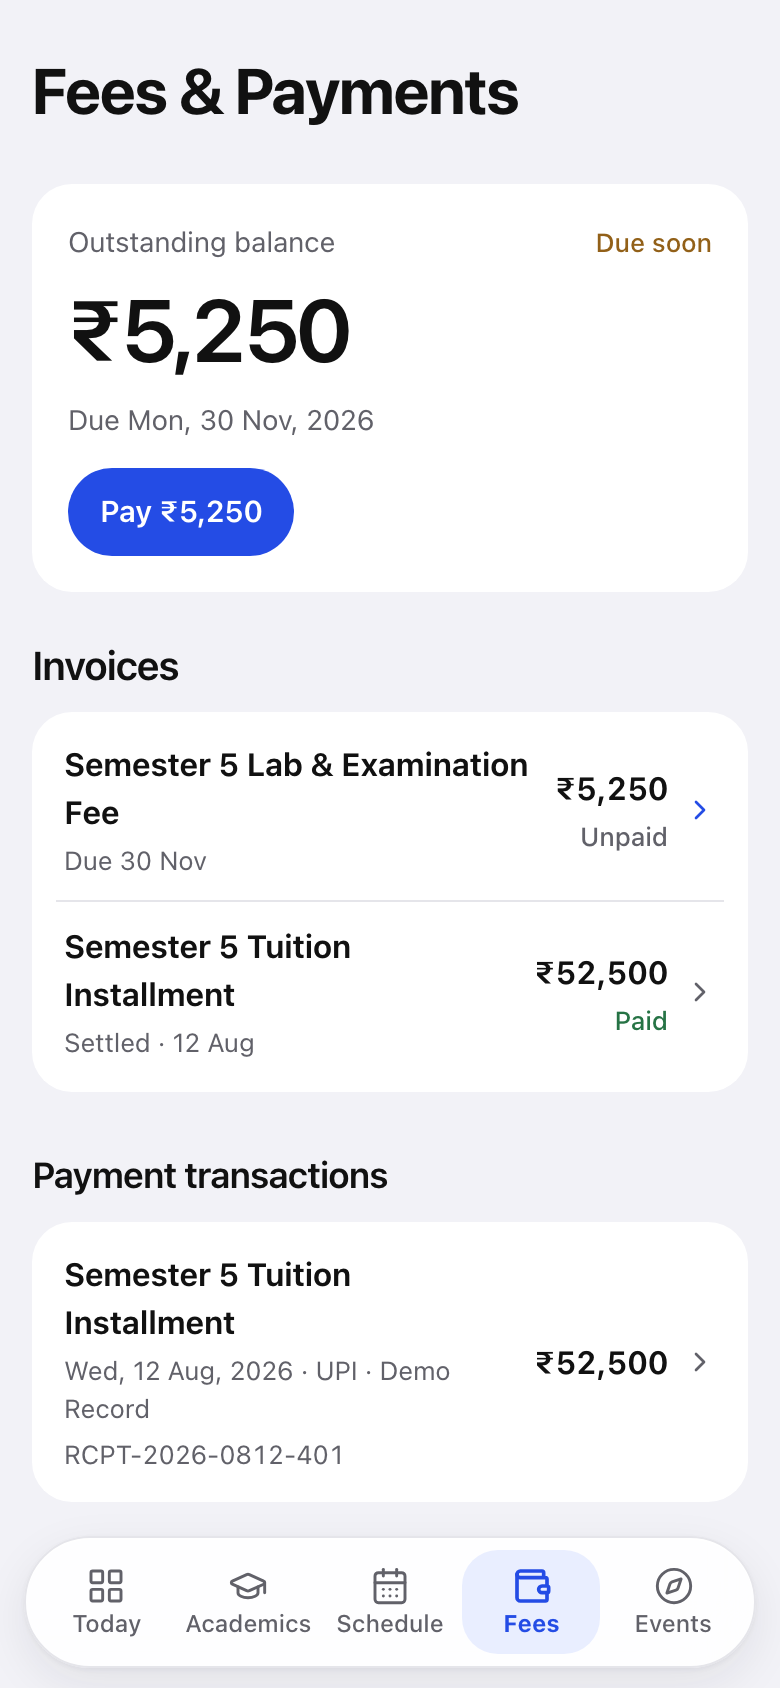 Fees & Payments
Outstanding balance
Due soon
₹5,250
Due Mon, 30 Nov, 2026
Pay ₹5,250
Invoices
Semester 5 Lab & Examination
Fee
Due 30 Nov
₹5,250
Unpaid
Semester 5 Tuition
Installment
Settled · 12 Aug
₹52,500
Paid
Payment transactions
Semester 5 Tuition
Installment
Wed, 12 Aug, 2026 · UPI · Demo
Record
RCPT-2026-0812-401
₹52,500
Today
Academics
Schedule
Fees
Events